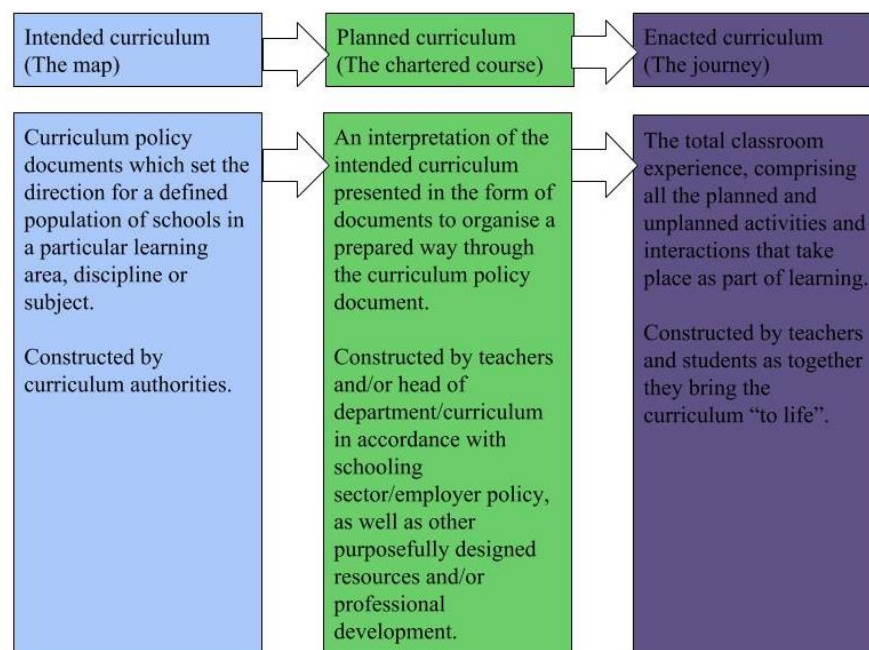 Intended curriculum
(The map)
Planned curriculum
(The chartered course)
Enacted curriculum
(The journey)
Curriculum policy
documents which set the
direction for a defined
population of schools in
a particular learning
area, discipline or
subject.
Constructed by
curriculum authorities.
An interpretation of the
intended curriculum
presented in the form of
documents to organise a
prepared way through
the curriculum policy
document.
Constructed by teachers
and/or head of
department/curriculum
in accordance with
schooling
sector/employer policy,
as well as other
purposefully designed
resources and/or
professional
development.
The total classroom
experience, comprising
all the planned and
unplanned activities and
interactions that take
place as part of learning.
Constructed by teachers
and students as together
they bring the
curriculum “to life”.